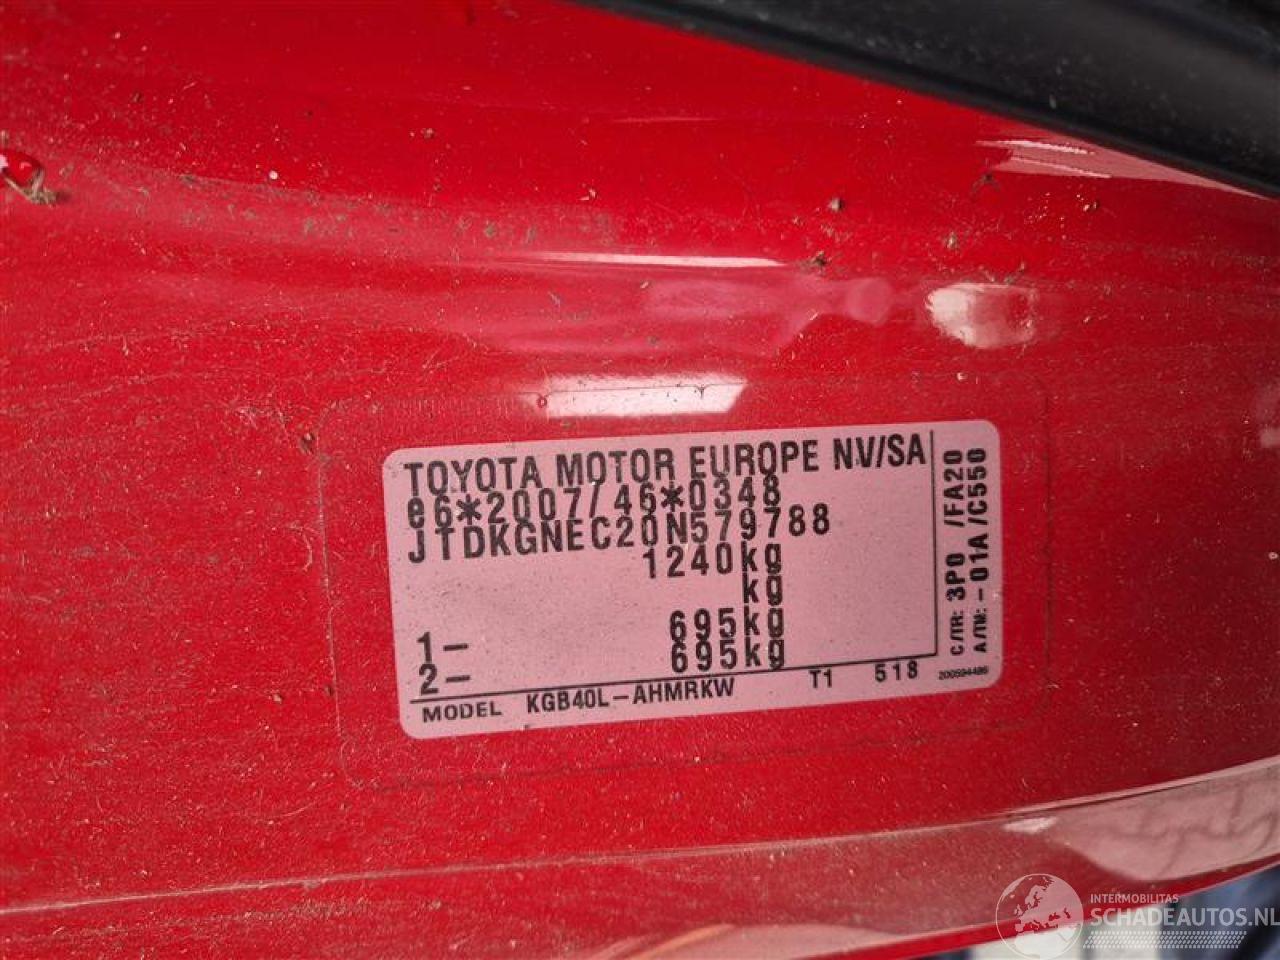 TOYOTA MOTOR EUROPE NV/SA
e6*2007/46*0348
JTDKGNEC20N579788
1240kg
kg
1- 695kg
2- 695kg
MODEL KGB40L-AHMRKW T1 518
C/TR: 3P0 /FA20
A/TM: -01A /C550
200594486
INTERMOBILITAS
SCHADEAUTOS.NL